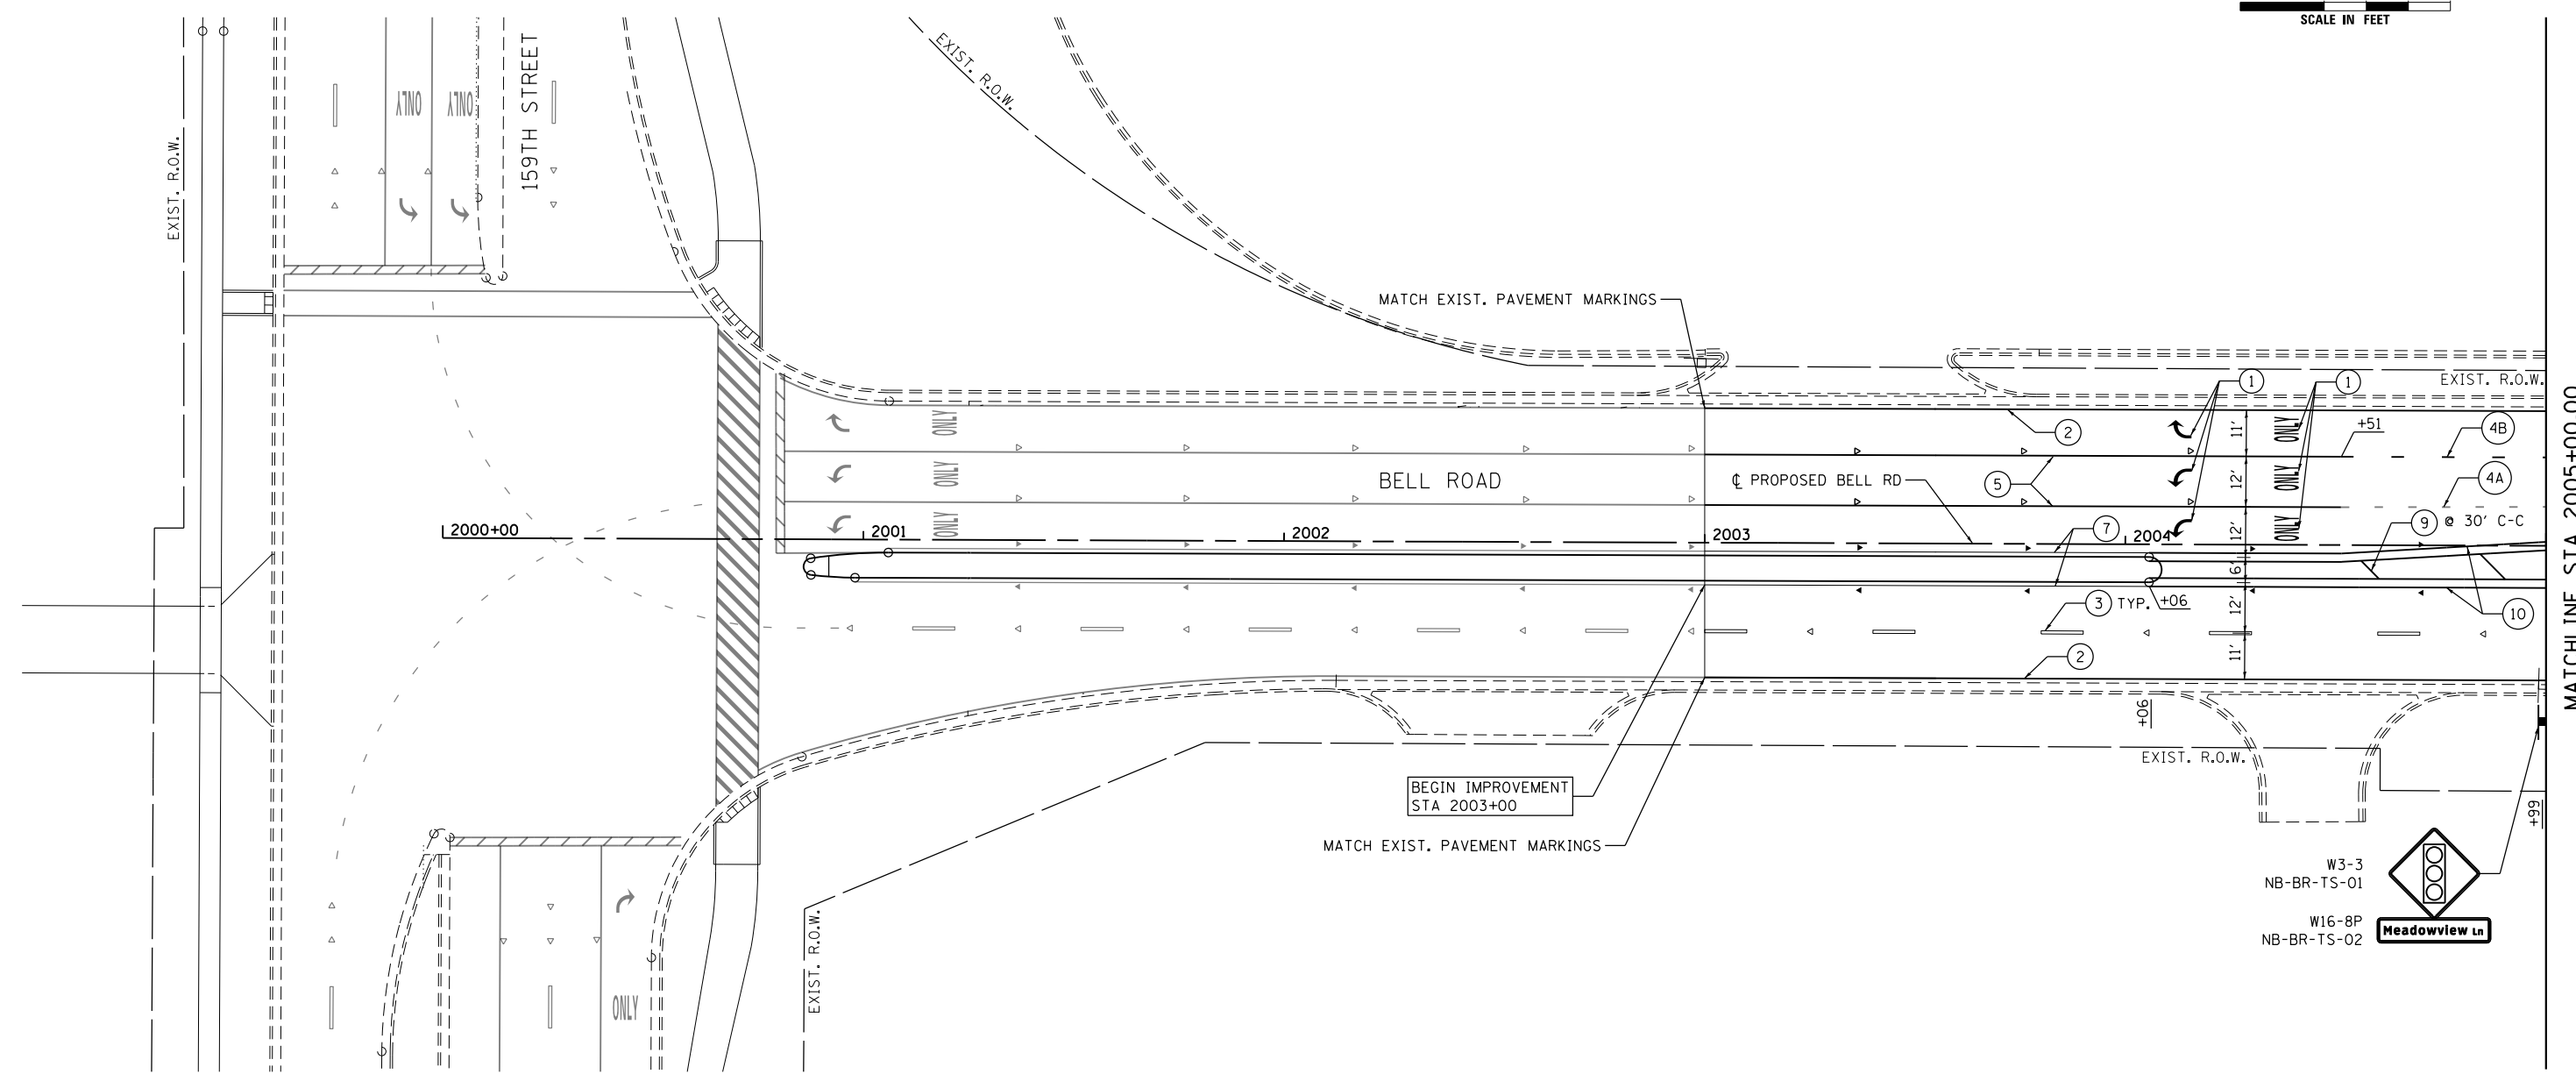 SCALE IN FEET
EXIST. R.O.W.
159TH STREET
ONLY
ONLY
EXIST. R.O.W.
MATCH EXIST. PAVEMENT MARKINGS
EXIST. R.O.W.
1
1
2
ONLY
ONLY
ONLY
BELL ROAD
℄ PROPOSED BELL RD
5
11'
12'
12'
6'
12'
11'
ONLY
ONLY
ONLY
+51
4B
4A
9 @ 30' C-C
2000+00
2001
2002
2003
2004
7
3 TYP.
+06
10
2
MATCHLINE STA 2005+00.00
+06
EXIST. R.O.W.
BEGIN IMPROVEMENT
STA 2003+00
MATCH EXIST. PAVEMENT MARKINGS
+99
W3-3
NB-BR-TS-01
W16-8P
NB-BR-TS-02
Meadowview Ln
EXIST. R.O.W.
ONLY